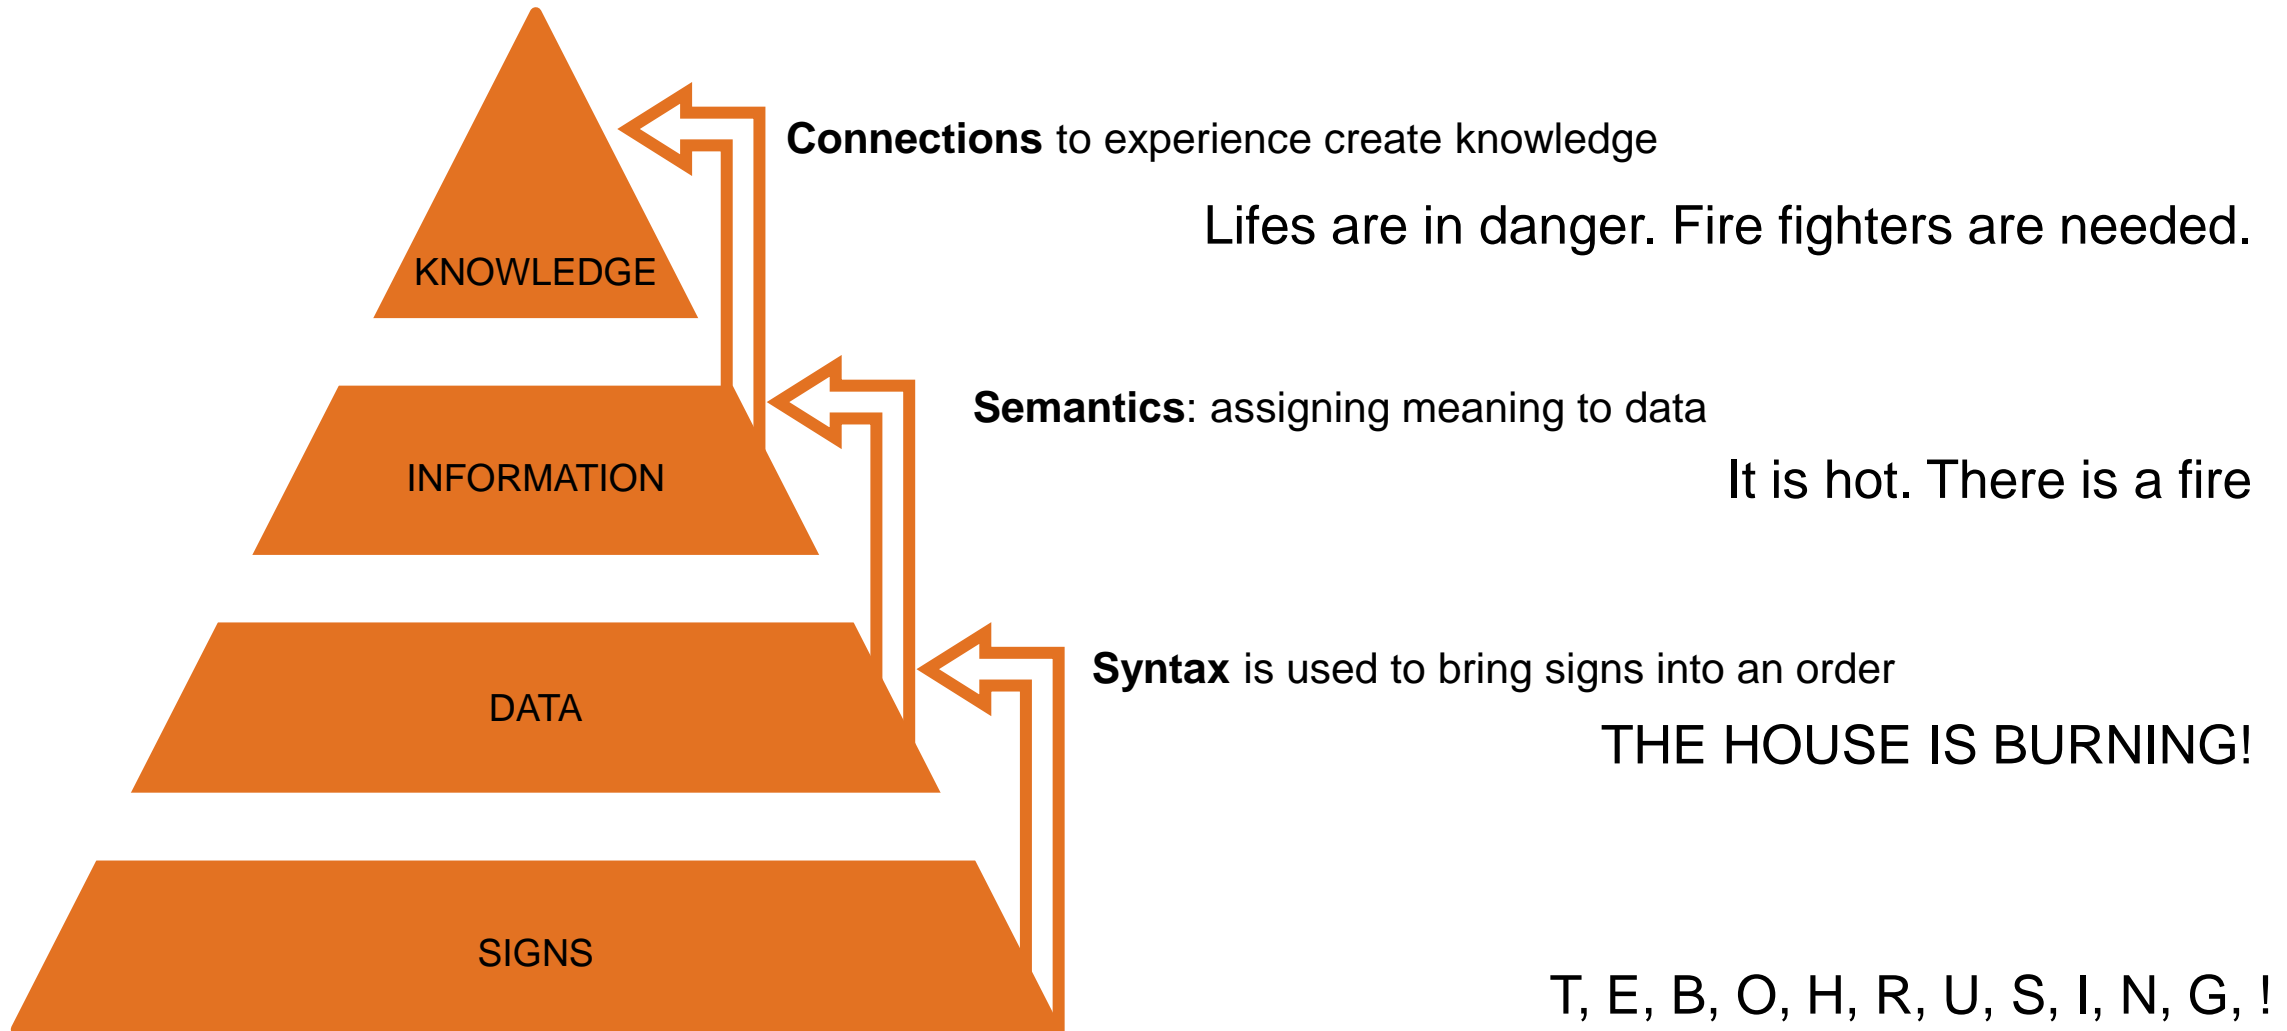 Connections to experience create knowledge
Lifes are in danger. Fire fighters are needed.
KNOWLEDGE
Semantics: assigning meaning to data
INFORMATION
It is hot. There is a fire
Syntax is used to bring signs into an order
DATA
THE HOUSE IS BURNING!
SIGNS
T, E, B, O, H, R, U, S, I, N, G, !